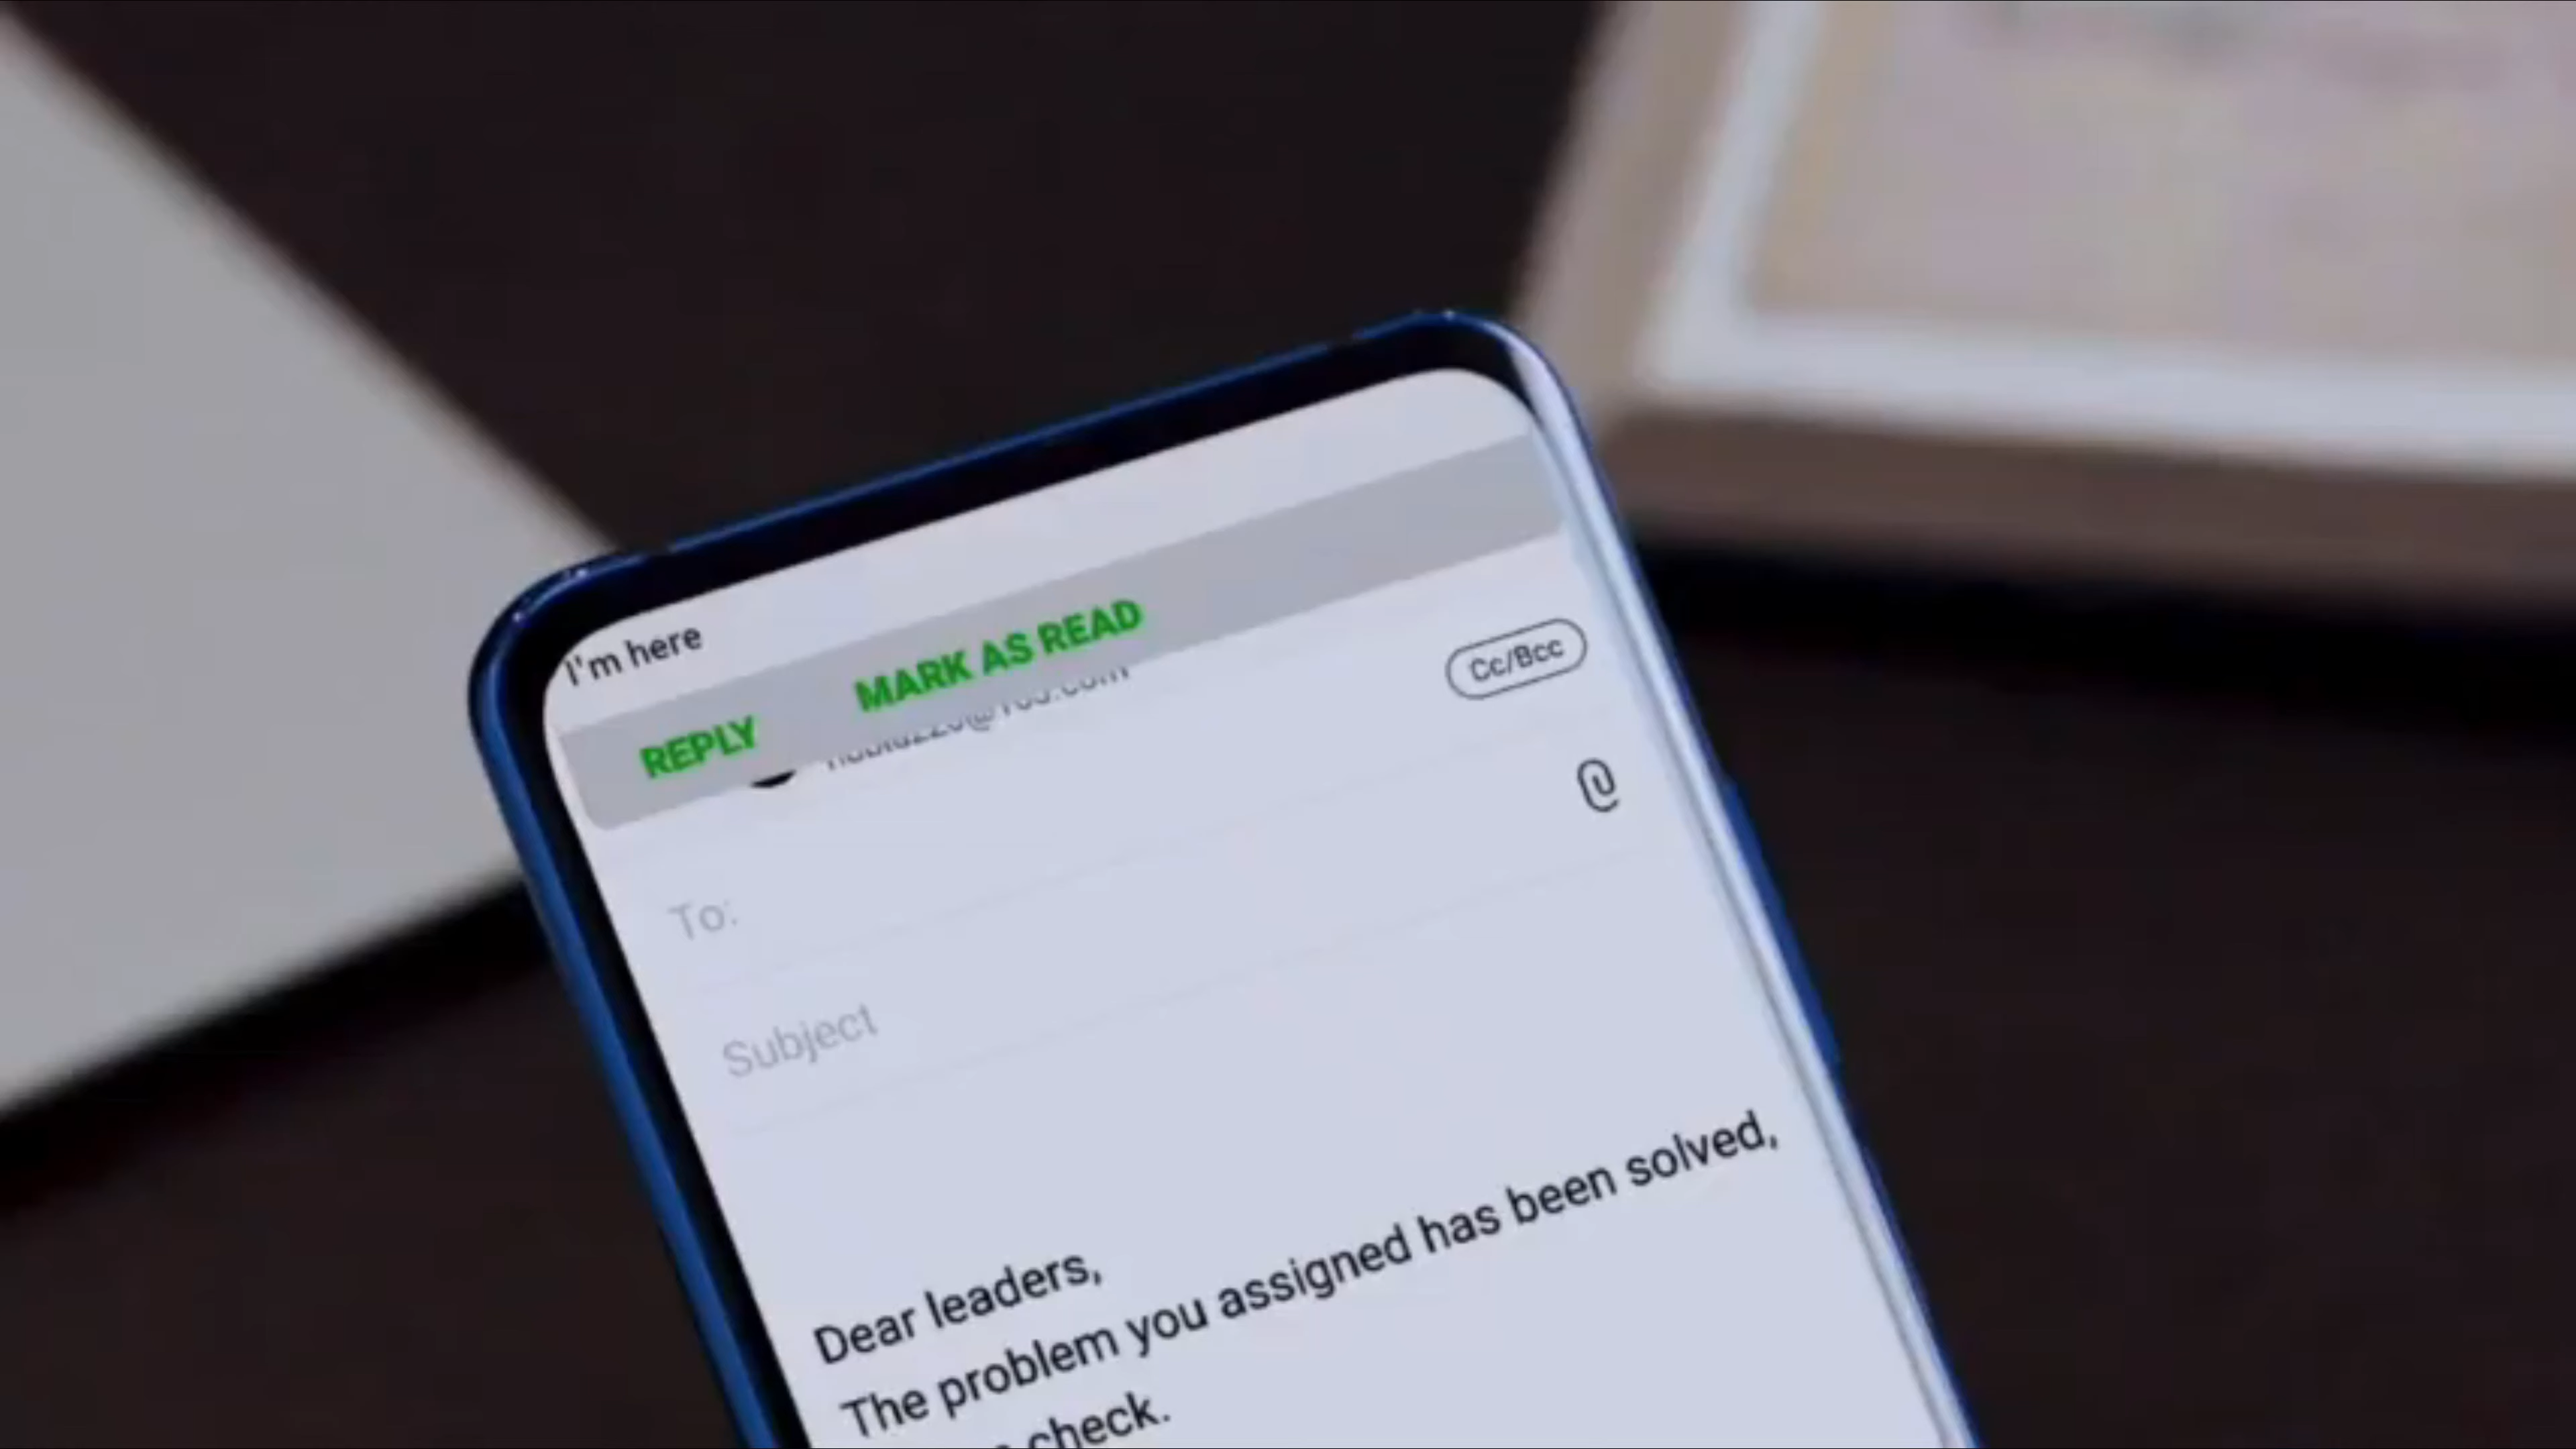 I'm here
REPLY MARK AS READ
Cc/Bcc
To:
Subject
Dear leaders,
The problem you assigned has been solved,
check.